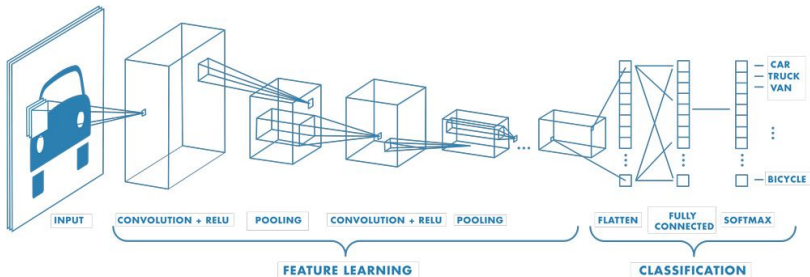 CAR
TRUCK
VAN
BICYCLE
INPUT
CONVOLUTION + RELU
POOLING
CONVOLUTION + RELU
POOLING
FLATTEN
FULLY
CONNECTED
SOFTMAX
FEATURE LEARNING
CLASSIFICATION